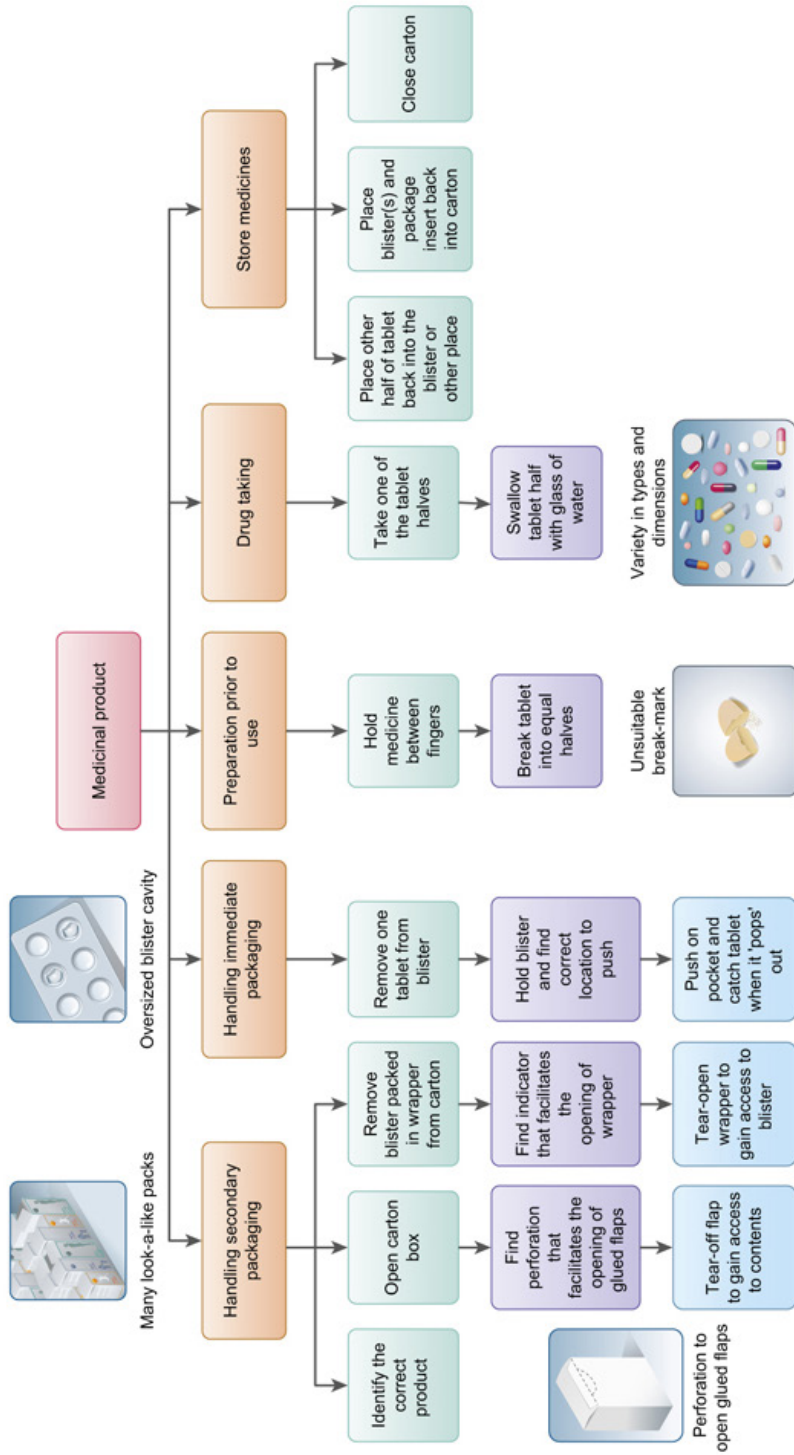 Many look-a-like packs
Oversized blister cavity
Medicinal product
Handling secondary
packaging
Handling immediate
packaging
Preparation prior to
use
Drug taking
Store medicines
Identify the
correct
product
Open carton
box
Remove
blister packed
in wrapper
from carton
Remove one
tablet from
blister
Hold
medicine
between
fingers
Take one of
the tablet
halves
Place other
half of tablet
back into the
blister or
other place
Place
blister(s) and
package
insert back
into carton
Close carton
Find
perforation
that
facilitates the
opening of
glued flaps
Find indicator
that facilitates
the
opening of
wrapper
Hold blister
and find
correct
location to
push
Break tablet
into equal
halves
Swallow
tablet half
with glass of
water
Perforation to
open glued flaps
Tear-off flap
to gain access
to contents
Tear-open
wrapper to
gain access to
blister
Push on
pocket and
catch tablet
when it 'pops'
out
Unsuitable
break-mark
Variety in types and
dimensions